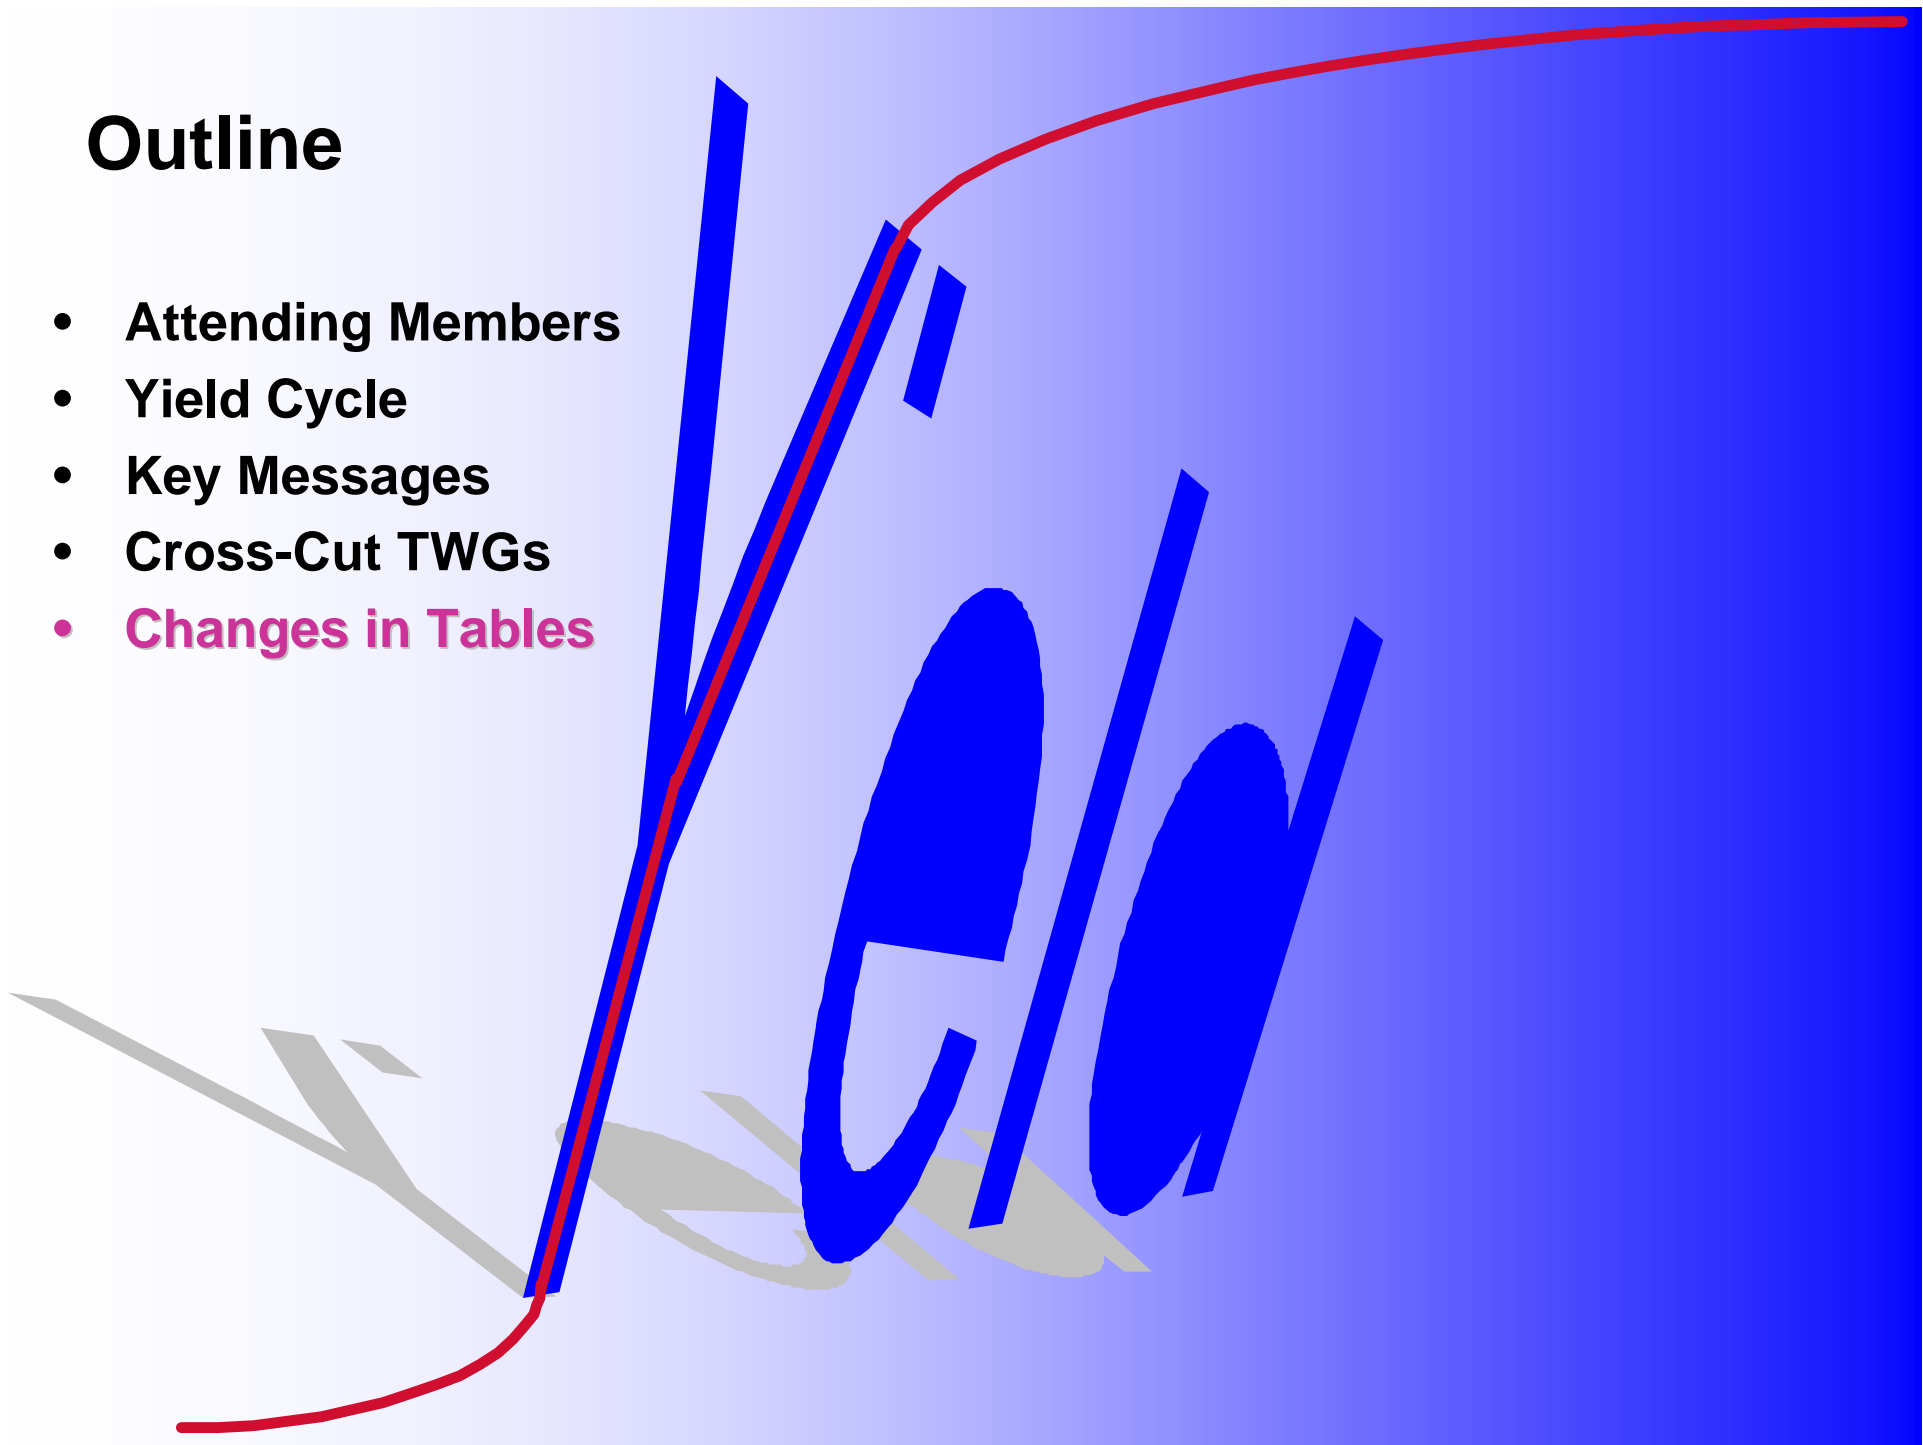 Outline
• Attending Members
• Yield Cycle
• Key Messages
• Cross-Cut TWGs
• Changes in Tables
Yield